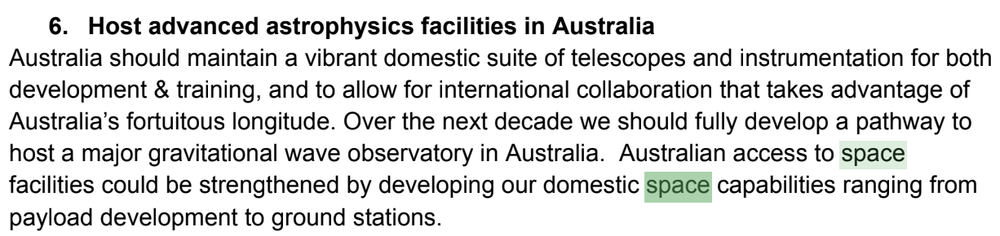 6. Host advanced astrophysics facilities in Australia
Australia should maintain a vibrant domestic suite of telescopes and instrumentation for both
development & training, and to allow for international collaboration that takes advantage of
Australia’s fortuitous longitude. Over the next decade we should fully develop a pathway to
host a major gravitational wave observatory in Australia.  Australian access to space
facilities could be strengthened by developing our domestic space capabilities ranging from
payload development to ground stations.